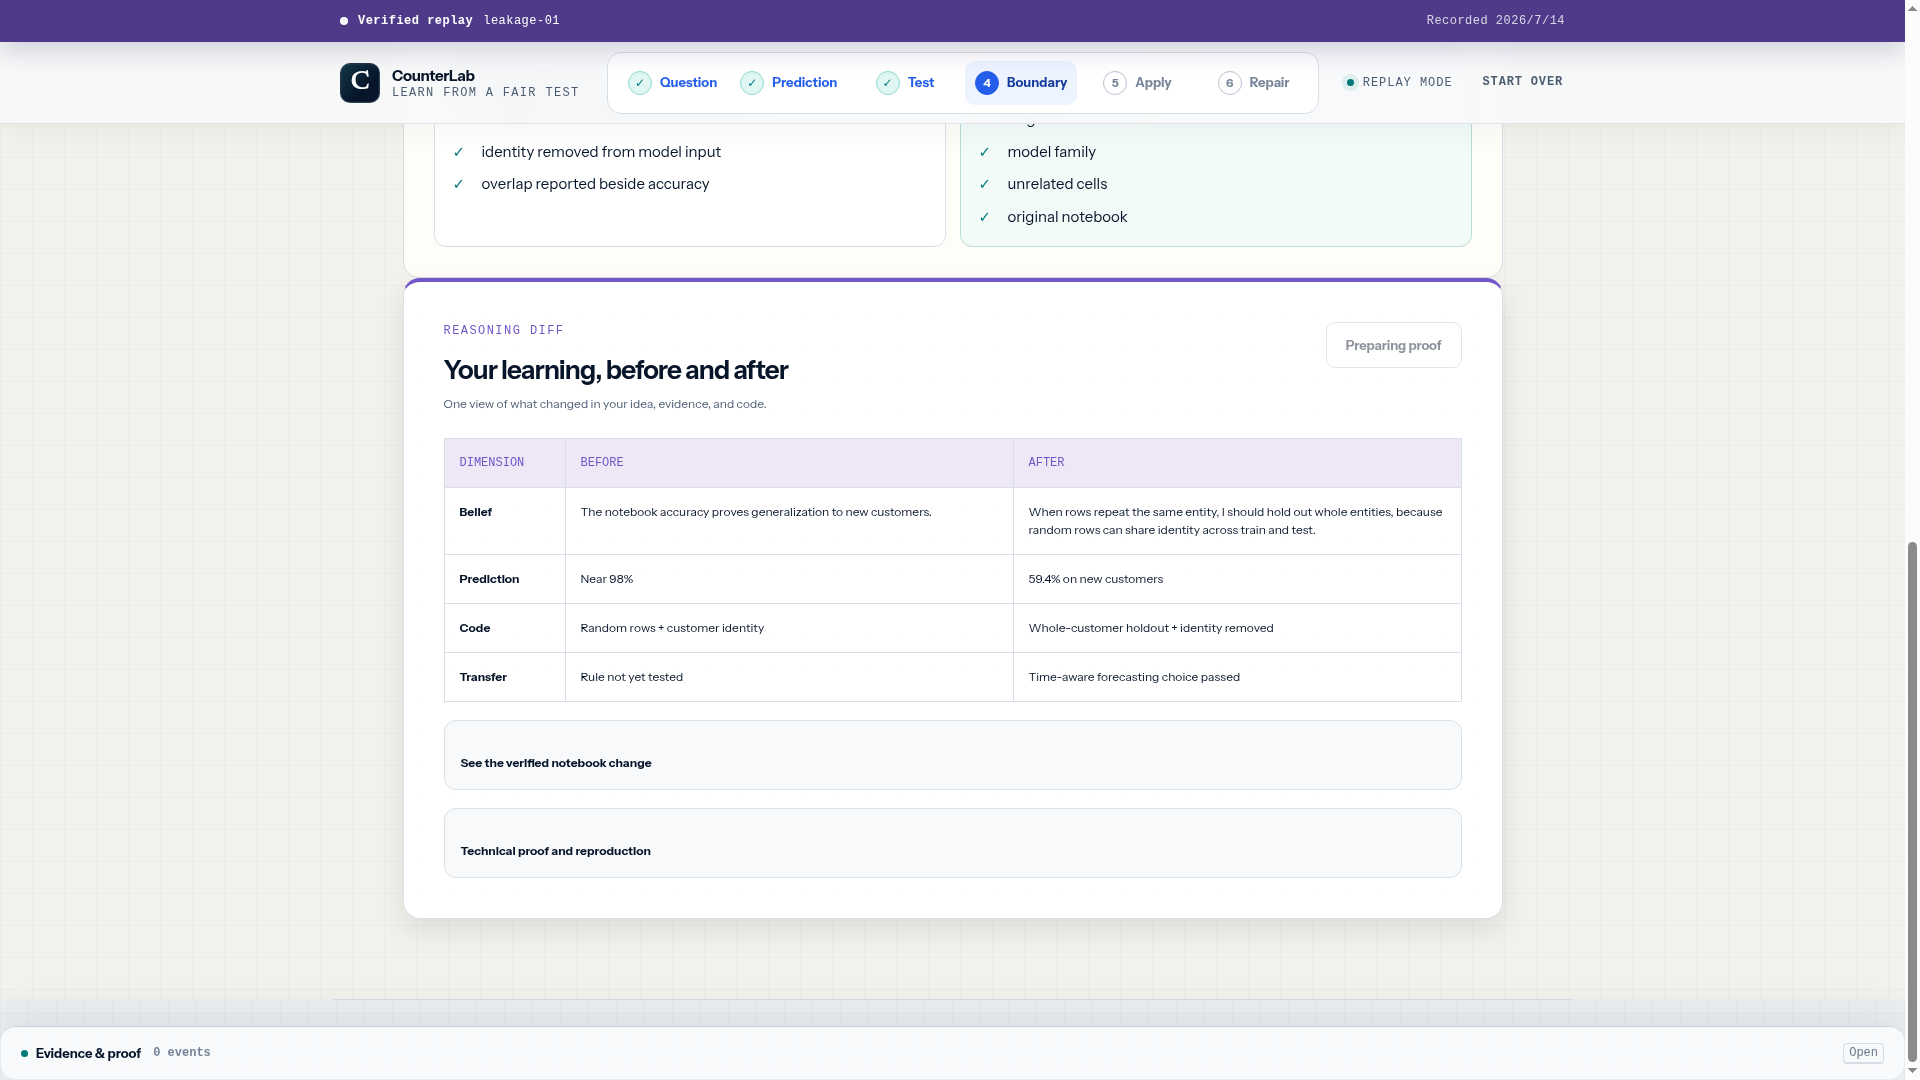 Verified replay leakage-01
Recorded 2026/7/14
C
CounterLab
LEARN FROM A FAIR TEST
✓ Question
✓ Prediction
✓ Test
4 Boundary
5 Apply
6 Repair
REPLAY MODE
START OVER
✓ identity removed from model input
✓ overlap reported beside accuracy
✓ model family
✓ unrelated cells
✓ original notebook
REASONING DIFF
Preparing proof
Your learning, before and after
One view of what changed in your idea, evidence, and code.
DIMENSION BEFORE AFTER
Belief The notebook accuracy proves generalization to new customers. When rows repeat the same entity, I should hold out whole entities, because
random rows can share identity across train and test.
Prediction Near 98% 59.4% on new customers
Code Random rows + customer identity Whole-customer holdout + identity removed
Transfer Rule not yet tested Time-aware forecasting choice passed
See the verified notebook change
Technical proof and reproduction
Evidence & proof 0 events
Open